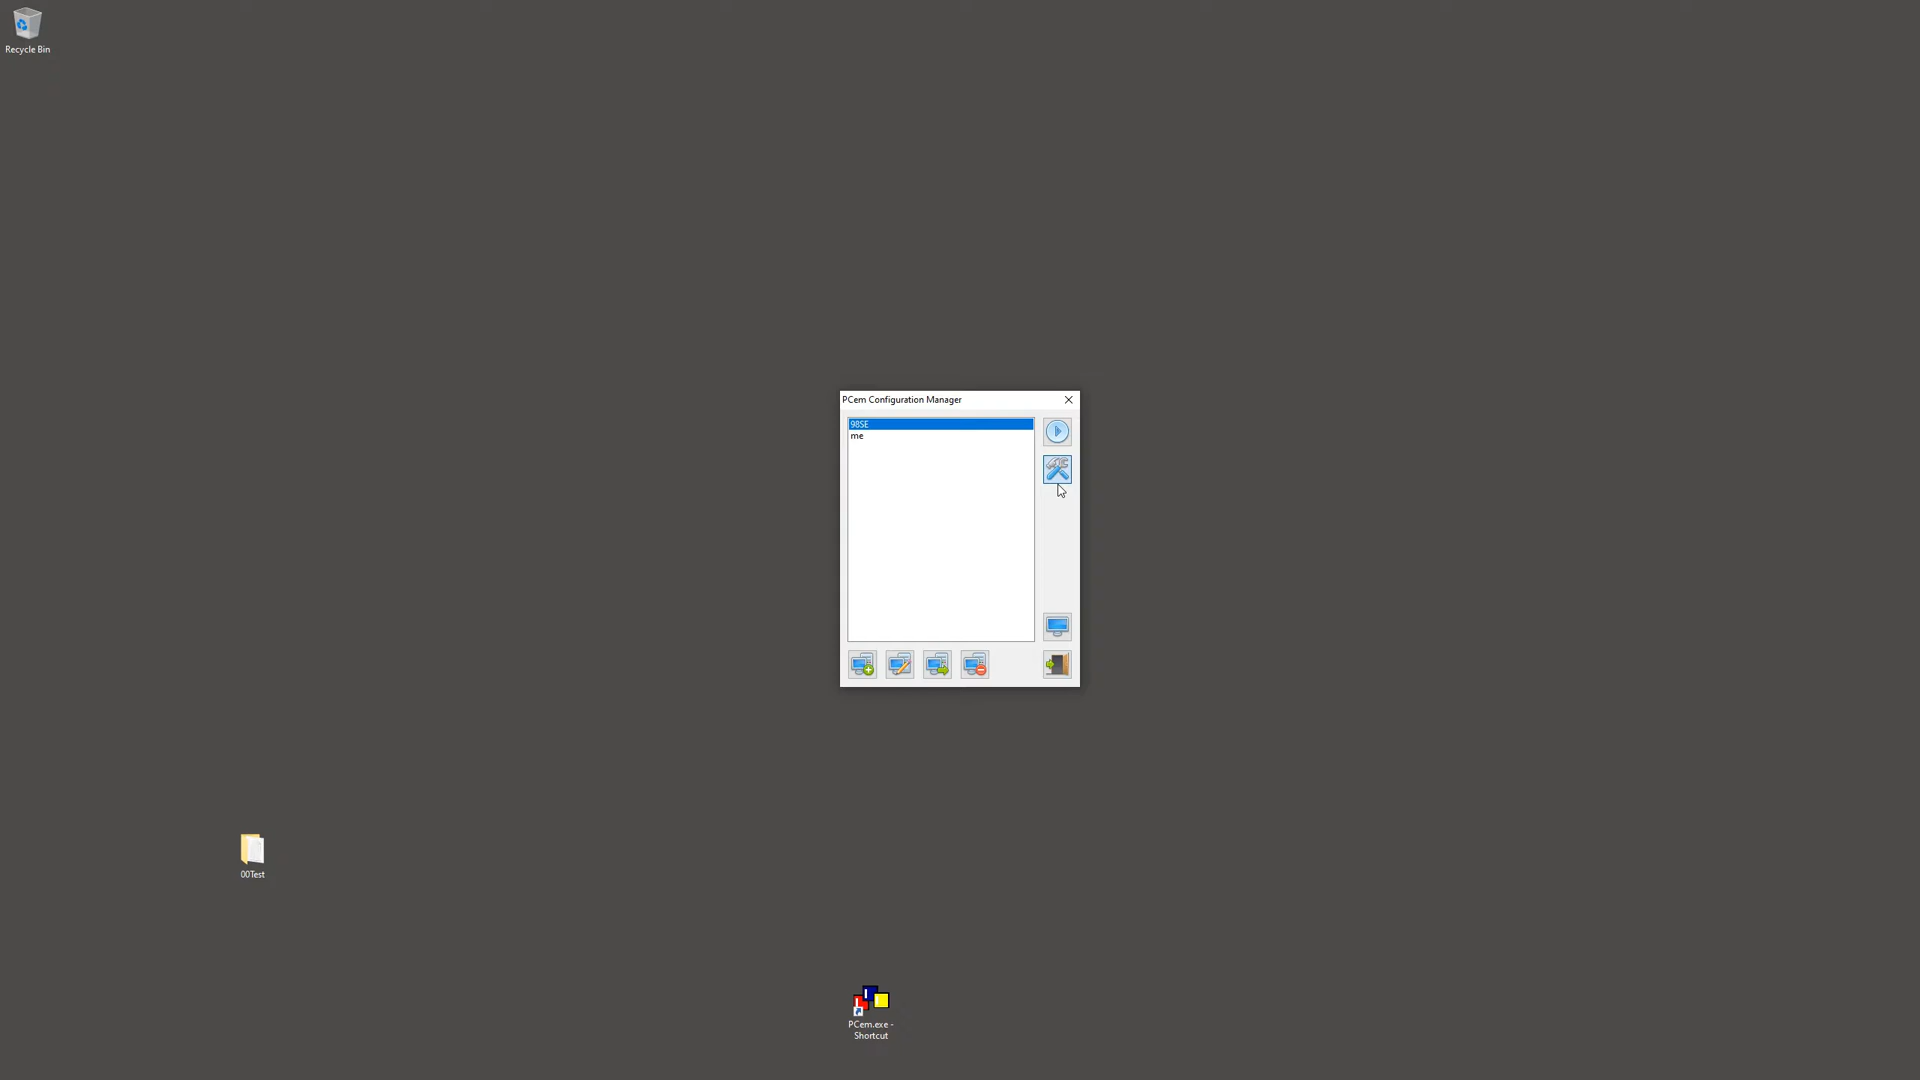 Recycle Bin
PCem Configuration Manager
98SE
me
00Test
PCem.exe -
Shortcut